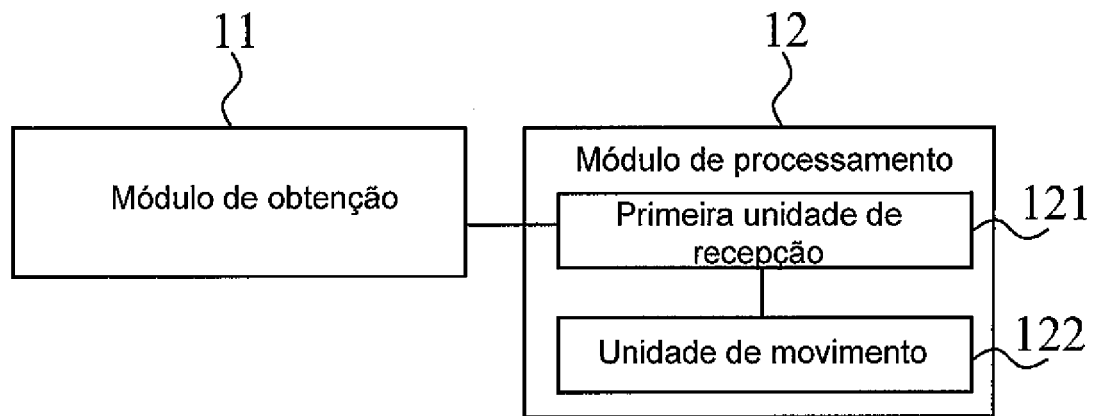 11
12
Módulo de obtenção
Módulo de processamento
Primeira unidade de
recepção
121
Unidade de movimento
122